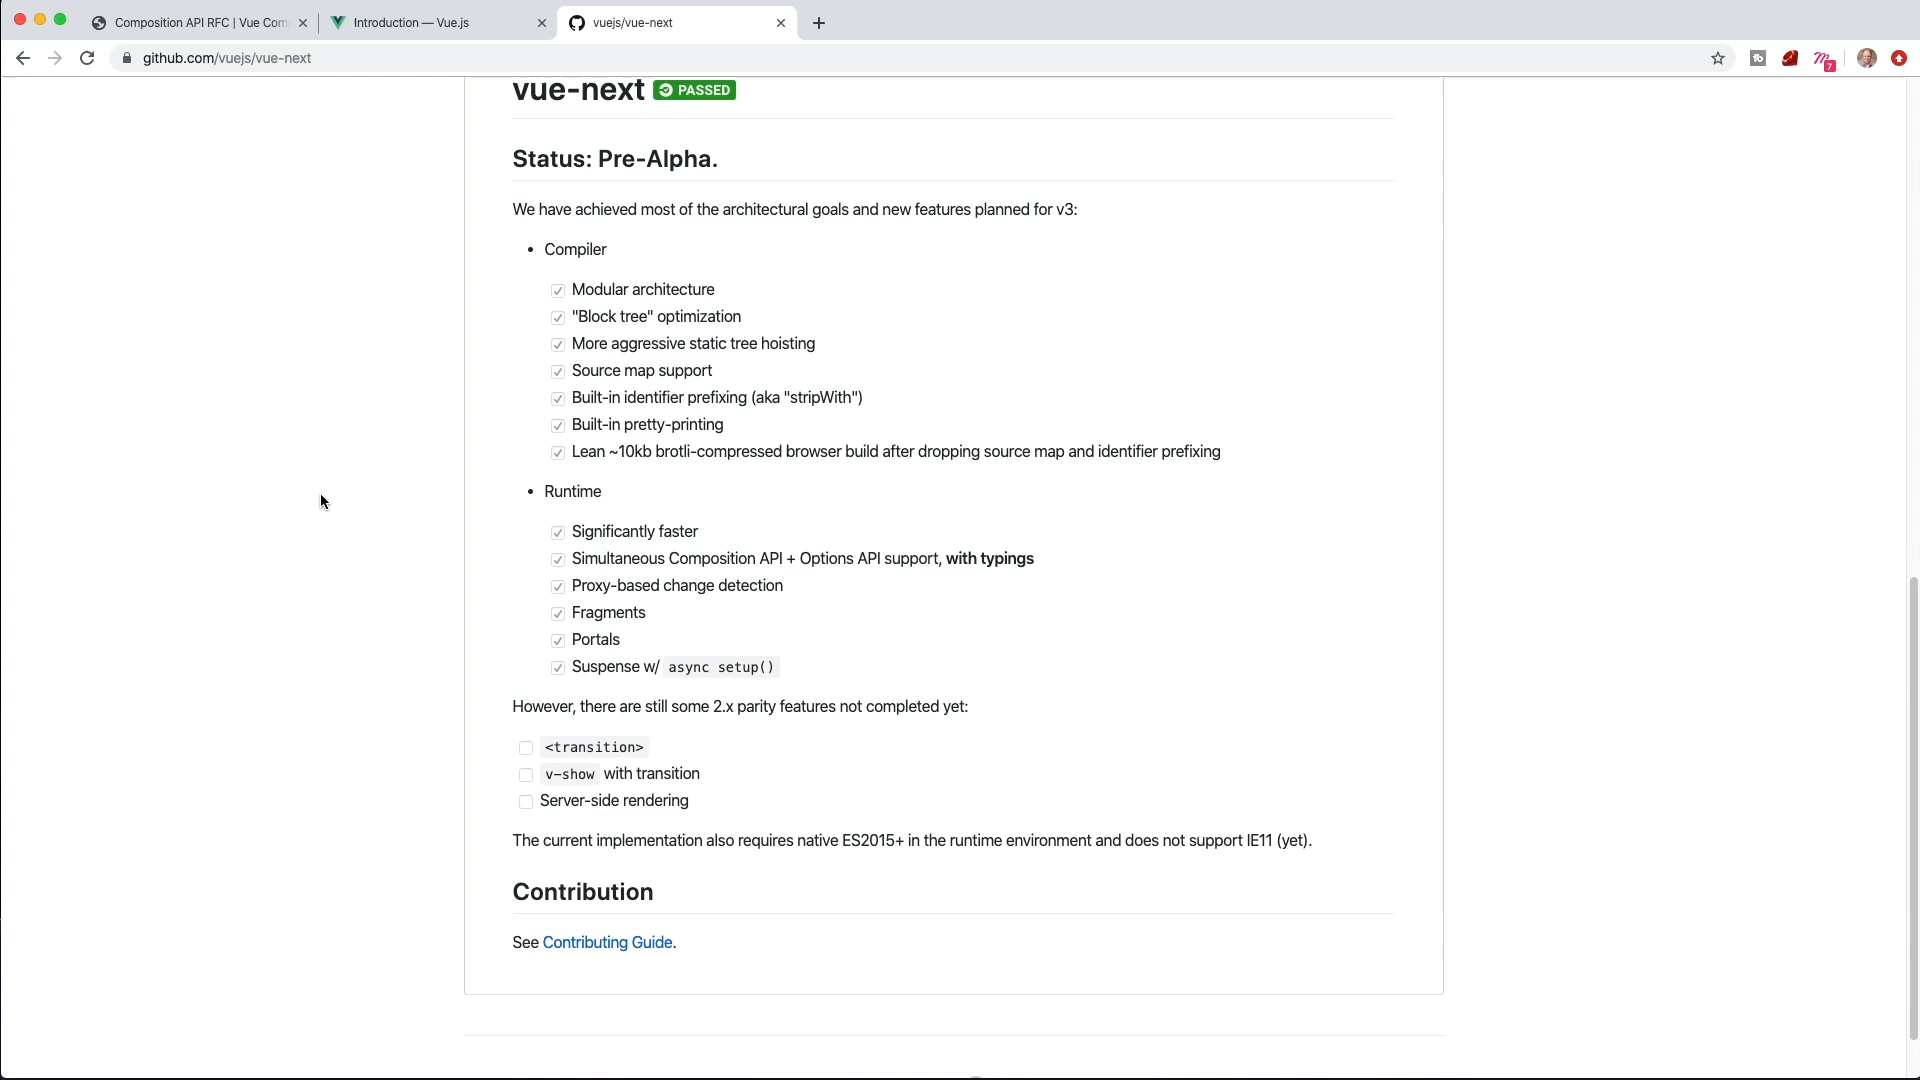 Composition API RFC | Vue Com
Introduction — Vue.js
vuejs/vue-next
github.com/vuejs/vue-next
7
vue-next PASSED
Status: Pre-Alpha.
We have achieved most of the architectural goals and new features planned for v3:
• Compiler
Modular architecture
"Block tree" optimization
More aggressive static tree hoisting
Source map support
Built-in identifier prefixing (aka "stripWith")
Built-in pretty-printing
Lean ~10kb brotli-compressed browser build after dropping source map and identifier prefixing
• Runtime
Significantly faster
Simultaneous Composition API + Options API support, with typings
Proxy-based change detection
Fragments
Portals
Suspense w/ async setup()
However, there are still some 2.x parity features not completed yet:
<transition>
v-show with transition
Server-side rendering
The current implementation also requires native ES2015+ in the runtime environment and does not support IE11 (yet).
Contribution
See Contributing Guide.